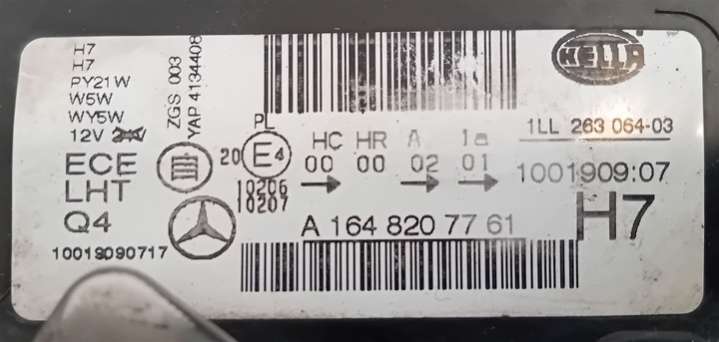 H7
H7
PY21W
W5W
WY5W
12V 24V
ECE
LHT
Q4
10019090717
ZGS 003
YAP 4134408
PL
20 E4
10206
10207
HC HR A 1a
00 00 02 01
A 164 820 77 61
HELLA
1LL 263 064-03
1001909:07
H7